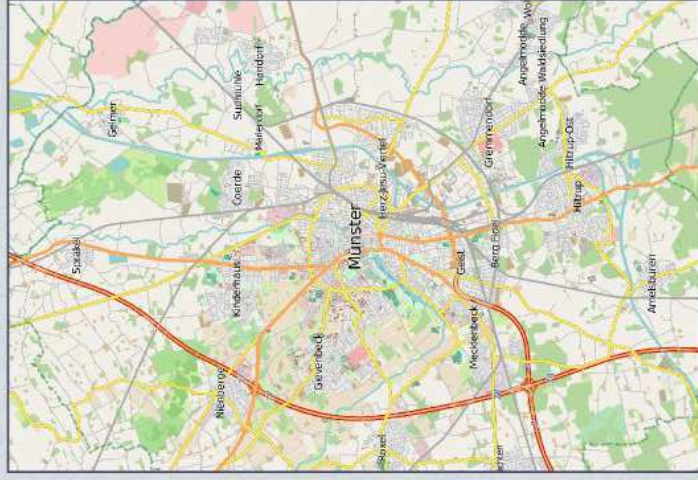 Gelmer
Sudmühle
Handorf
Mariendorf
Coerde
Sprakel
Kinderhaus
Nienberge
Gievenbeck
Münster
Herz-Jesu-Viertel
Gremmendorf
Angelmodde
Angelmodde Waldsiedlung
Hiltrup-Ost
Hiltrup
Berg Fidel
Geist
Mecklenbeck
Amelsbüren
Roxel